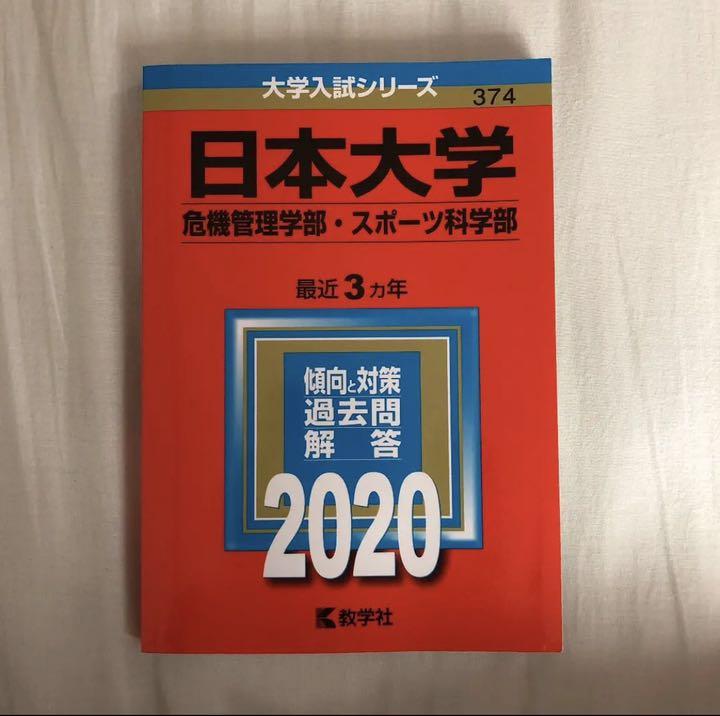 大学入試シリーズ
374
日本大学
危機管理学部・スポーツ科学部
最近3カ年
傾向と対策
過去問
解答
2020
教学社